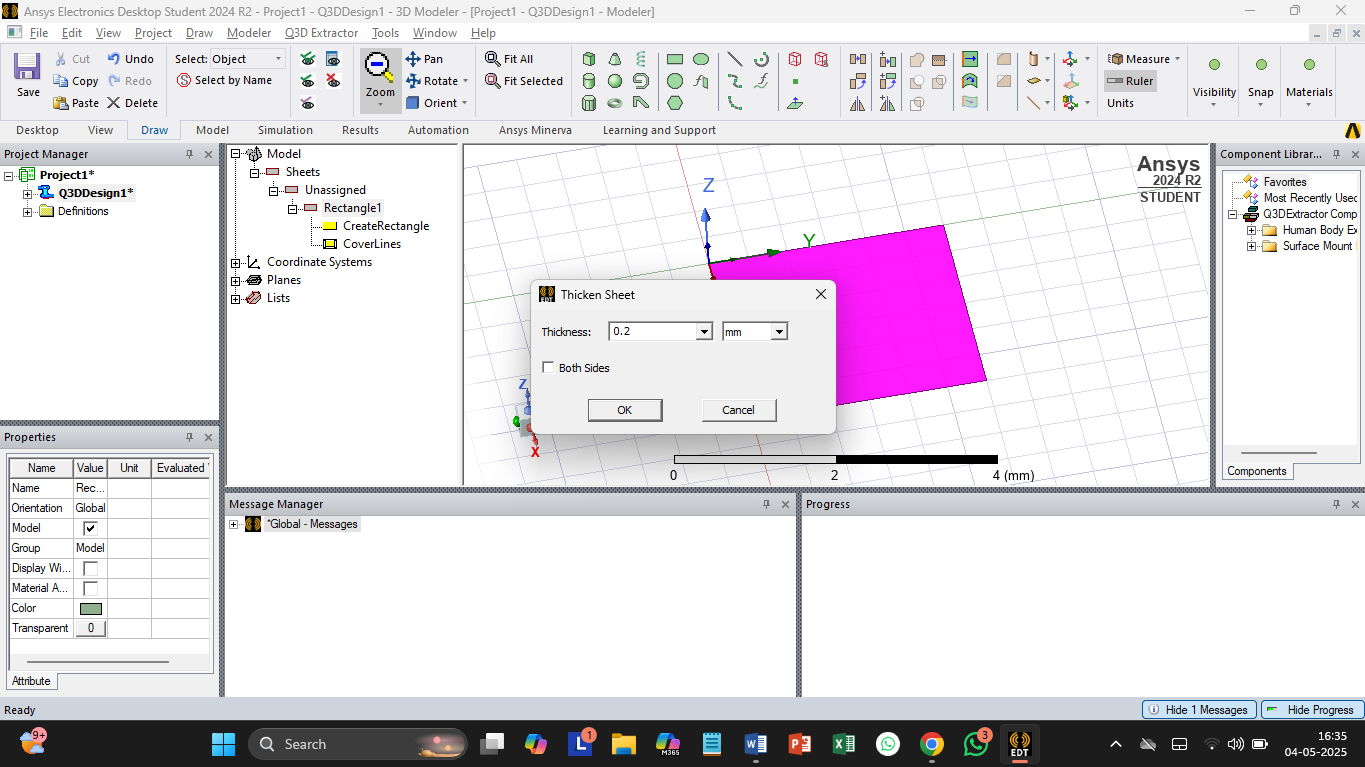 Ansys Electronics Desktop Student 2024 R2 - Project1 - Q3DDesign1 - 3D Modeler - [Project1 - Q3DDesign1 - Modeler]
File Edit View Project Draw Modeler Q3D Extractor Tools Window Help
Save
Cut Undo
Copy Redo
Paste Delete
Select: Object
Select by Name
Zoom
Pan
Rotate
Orient
Fit All
Fit Selected
Measure
Ruler
Units
Visibility
Snap
Materials
Desktop View Draw Model Simulation Results Automation Ansys Minerva Learning and Support
Project Manager
Project1*
Q3DDesign1*
Definitions
Model
Sheets
Unassigned
Rectangle1
CreateRectangle
CoverLines
Coordinate Systems
Planes
Lists
Z
Y
Ansys
2024 R2
STUDENT
Thicken Sheet
Thickness: 0.2 mm
Both Sides
OK Cancel
Z
X
0 2 4 (mm)
Component Librar...
Favorites
Most Recently Used
Q3DExtractor Comp
Human Body Ex
Surface Mount
Components
Properties
Name Value Unit Evaluated
Name Rec...
Orientation Global
Model
Group Model
Display Wi...
Material A...
Color
Transparent 0
Attribute
Message Manager
*Global - Messages
Progress
Ready
Hide 1 Messages Hide Progress
9+
Search
1
M365
3
EDT
16:35
04-05-2025